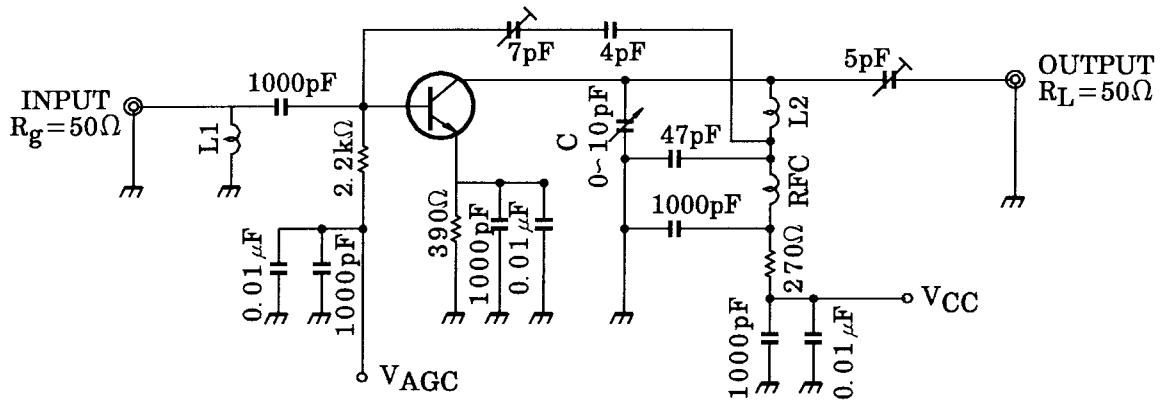 7pF
4pF
5pF
INPUT
Rg=50Ω
OUTPUT
RL=50Ω
1000pF
L1
2.2kΩ
C
0~10pF
47pF
L2
RFC
1000pF
0.01μF
1000pF
390Ω
1000pF
0.01μF
270Ω
VCC
1000pF
0.01μF
VAGC